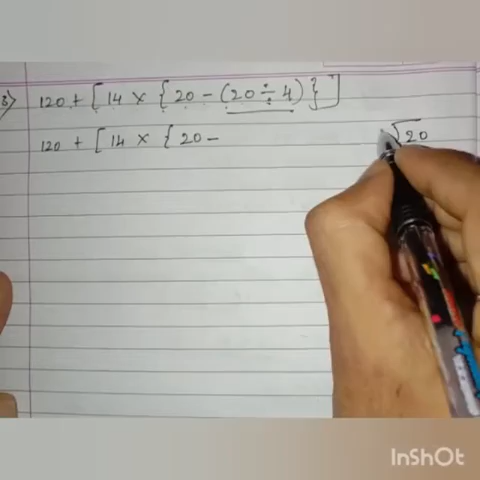 8) 120 + [ 14 × { 20 - (20 ÷ 4) } ]
120 + [ 14 × { 20 -
√20
InShOt